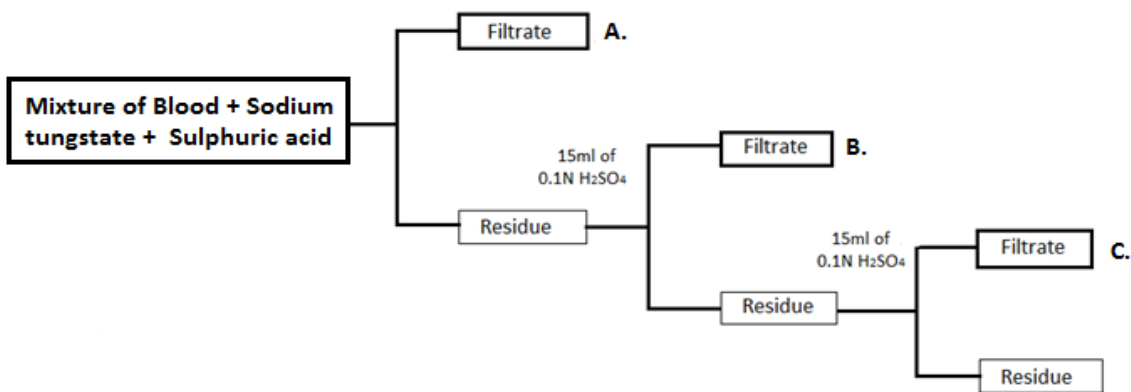 Filtrate A.
Mixture of Blood + Sodium
tungstate + Sulphuric acid
15ml of
0.1N H₂SO₄
Filtrate B.
Residue
15ml of
0.1N H₂SO₄
Filtrate C.
Residue
Residue